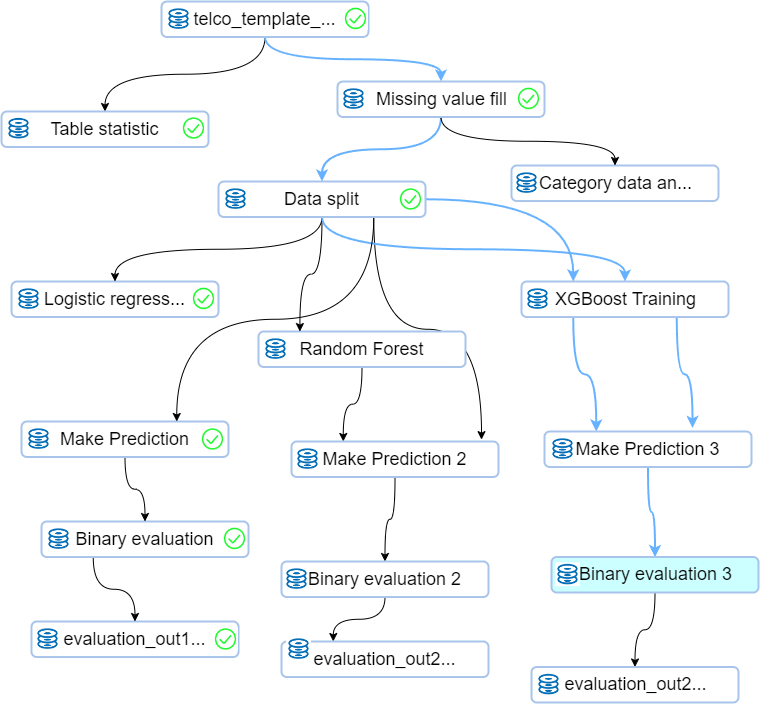 telco_template_...
Missing value fill
Table statistic
Category data an...
Data split
Logistic regress...
XGBoost Training
Random Forest
Make Prediction
Make Prediction 2
Make Prediction 3
Binary evaluation
Binary evaluation 2
Binary evaluation 3
evaluation_out1...
evaluation_out2...
evaluation_out2...